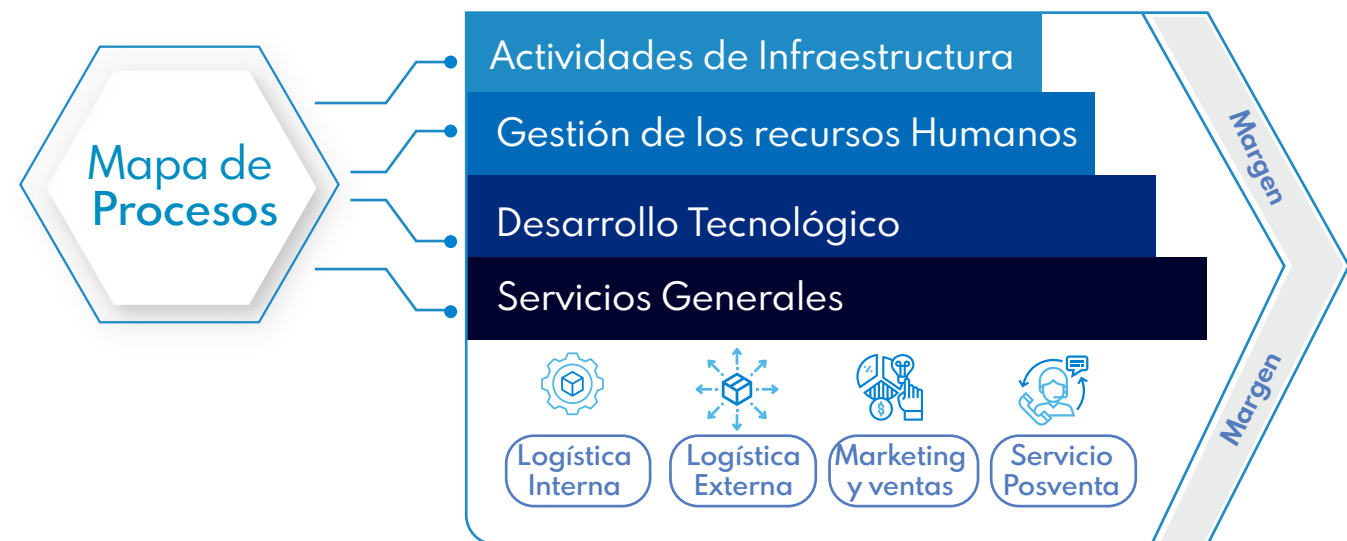 Mapa de
Procesos
Actividades de Infraestructura
Gestión de los recursos Humanos
Desarrollo Tecnológico
Servicios Generales
Logística
Interna
Logística
Externa
Marketing
y ventas
Servicio
Posventa
Margen
Margen